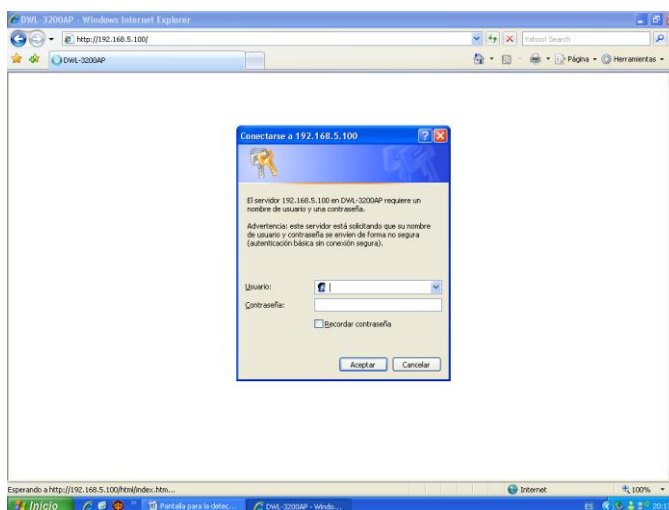 DWL-3200AP - Windows Internet Explorer
http://192.168.5.100/
Yahoo! Search
DWL-3200AP
Página
Herramientas
Conectarse a 192.168.5.100
El servidor 192.168.5.100 en DWL-3200AP requiere un
nombre de usuario y una contraseña.
Advertencia: este servidor está solicitando que su nombre
de usuario y contraseña se envíen de forma no segura
(autenticación básica sin conexión segura).
Usuario:
Contraseña:
Recordar contraseña
Aceptar
Cancelar
Esperando a http://192.168.5.100/html/index.htm...
Internet
100%
Inicio
Pantalla para la detec...
DWL-3200AP - Windo...
ES